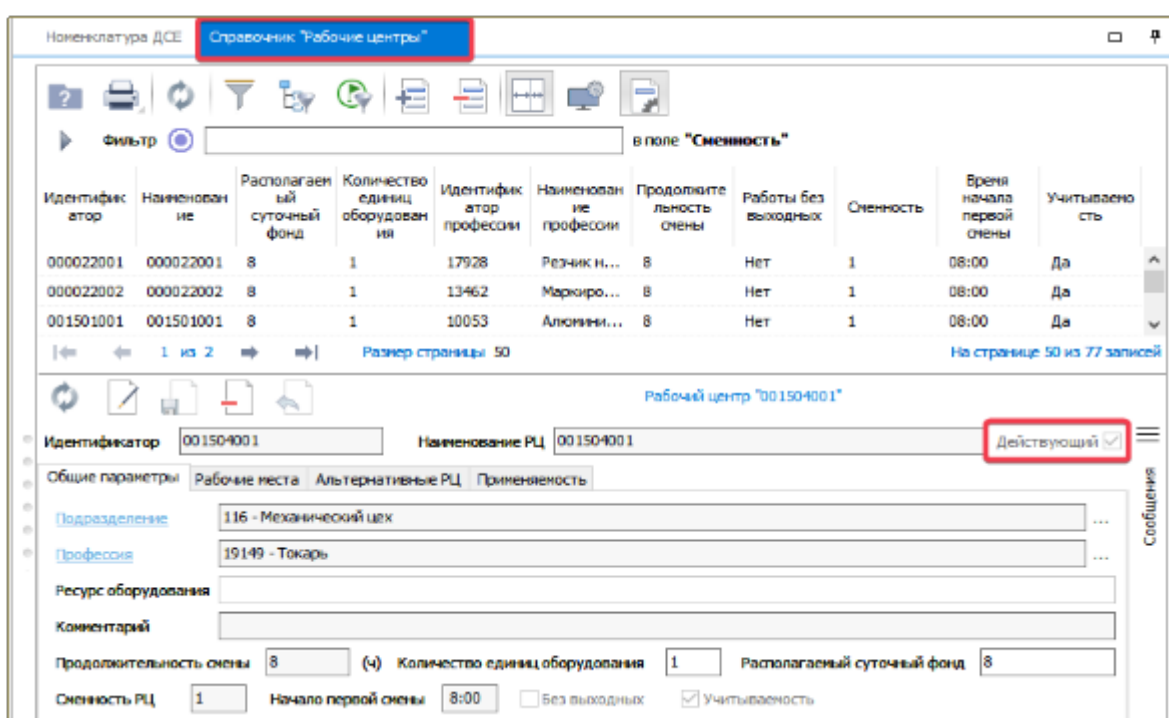 Номенклатура ДСЕ Справочник "Рабочие центры"
Фильтр в поле "Сменность"
Идентификатор Наименование Располагаемый суточный фонд Количество единиц оборудования Идентификатор профессии Наименование профессии Продолжительность смены Работы без выходных Сменность Время начала первой смены Учитываемость
000022001 000022001 8 1 17928 Резчик н... 8 Нет 1 08:00 Да
000022002 000022002 8 1 13462 Маркиро... 8 Нет 1 08:00 Да
001501001 001501001 8 1 10053 Алюмини... 8 Нет 1 08:00 Да
1 из 2 Размер страницы 50 На странице 50 из 77 записей
Рабочий центр "001504001"
Идентификатор 001504001 Наименование РЦ 001504001 Действующий
Общие параметры Рабочие места Альтернативные РЦ Применяемость
Подразделение 116 - Механический цех ...
Профессия 19149 - Токарь ...
Ресурс оборудования
Комментарий
Продолжительность смены 8 (ч) Количество единиц оборудования 1 Располагаемый суточный фонд 8
Сменность РЦ 1 Начало первой смены 8:00 Без выходных Учитываемость
Сообщения